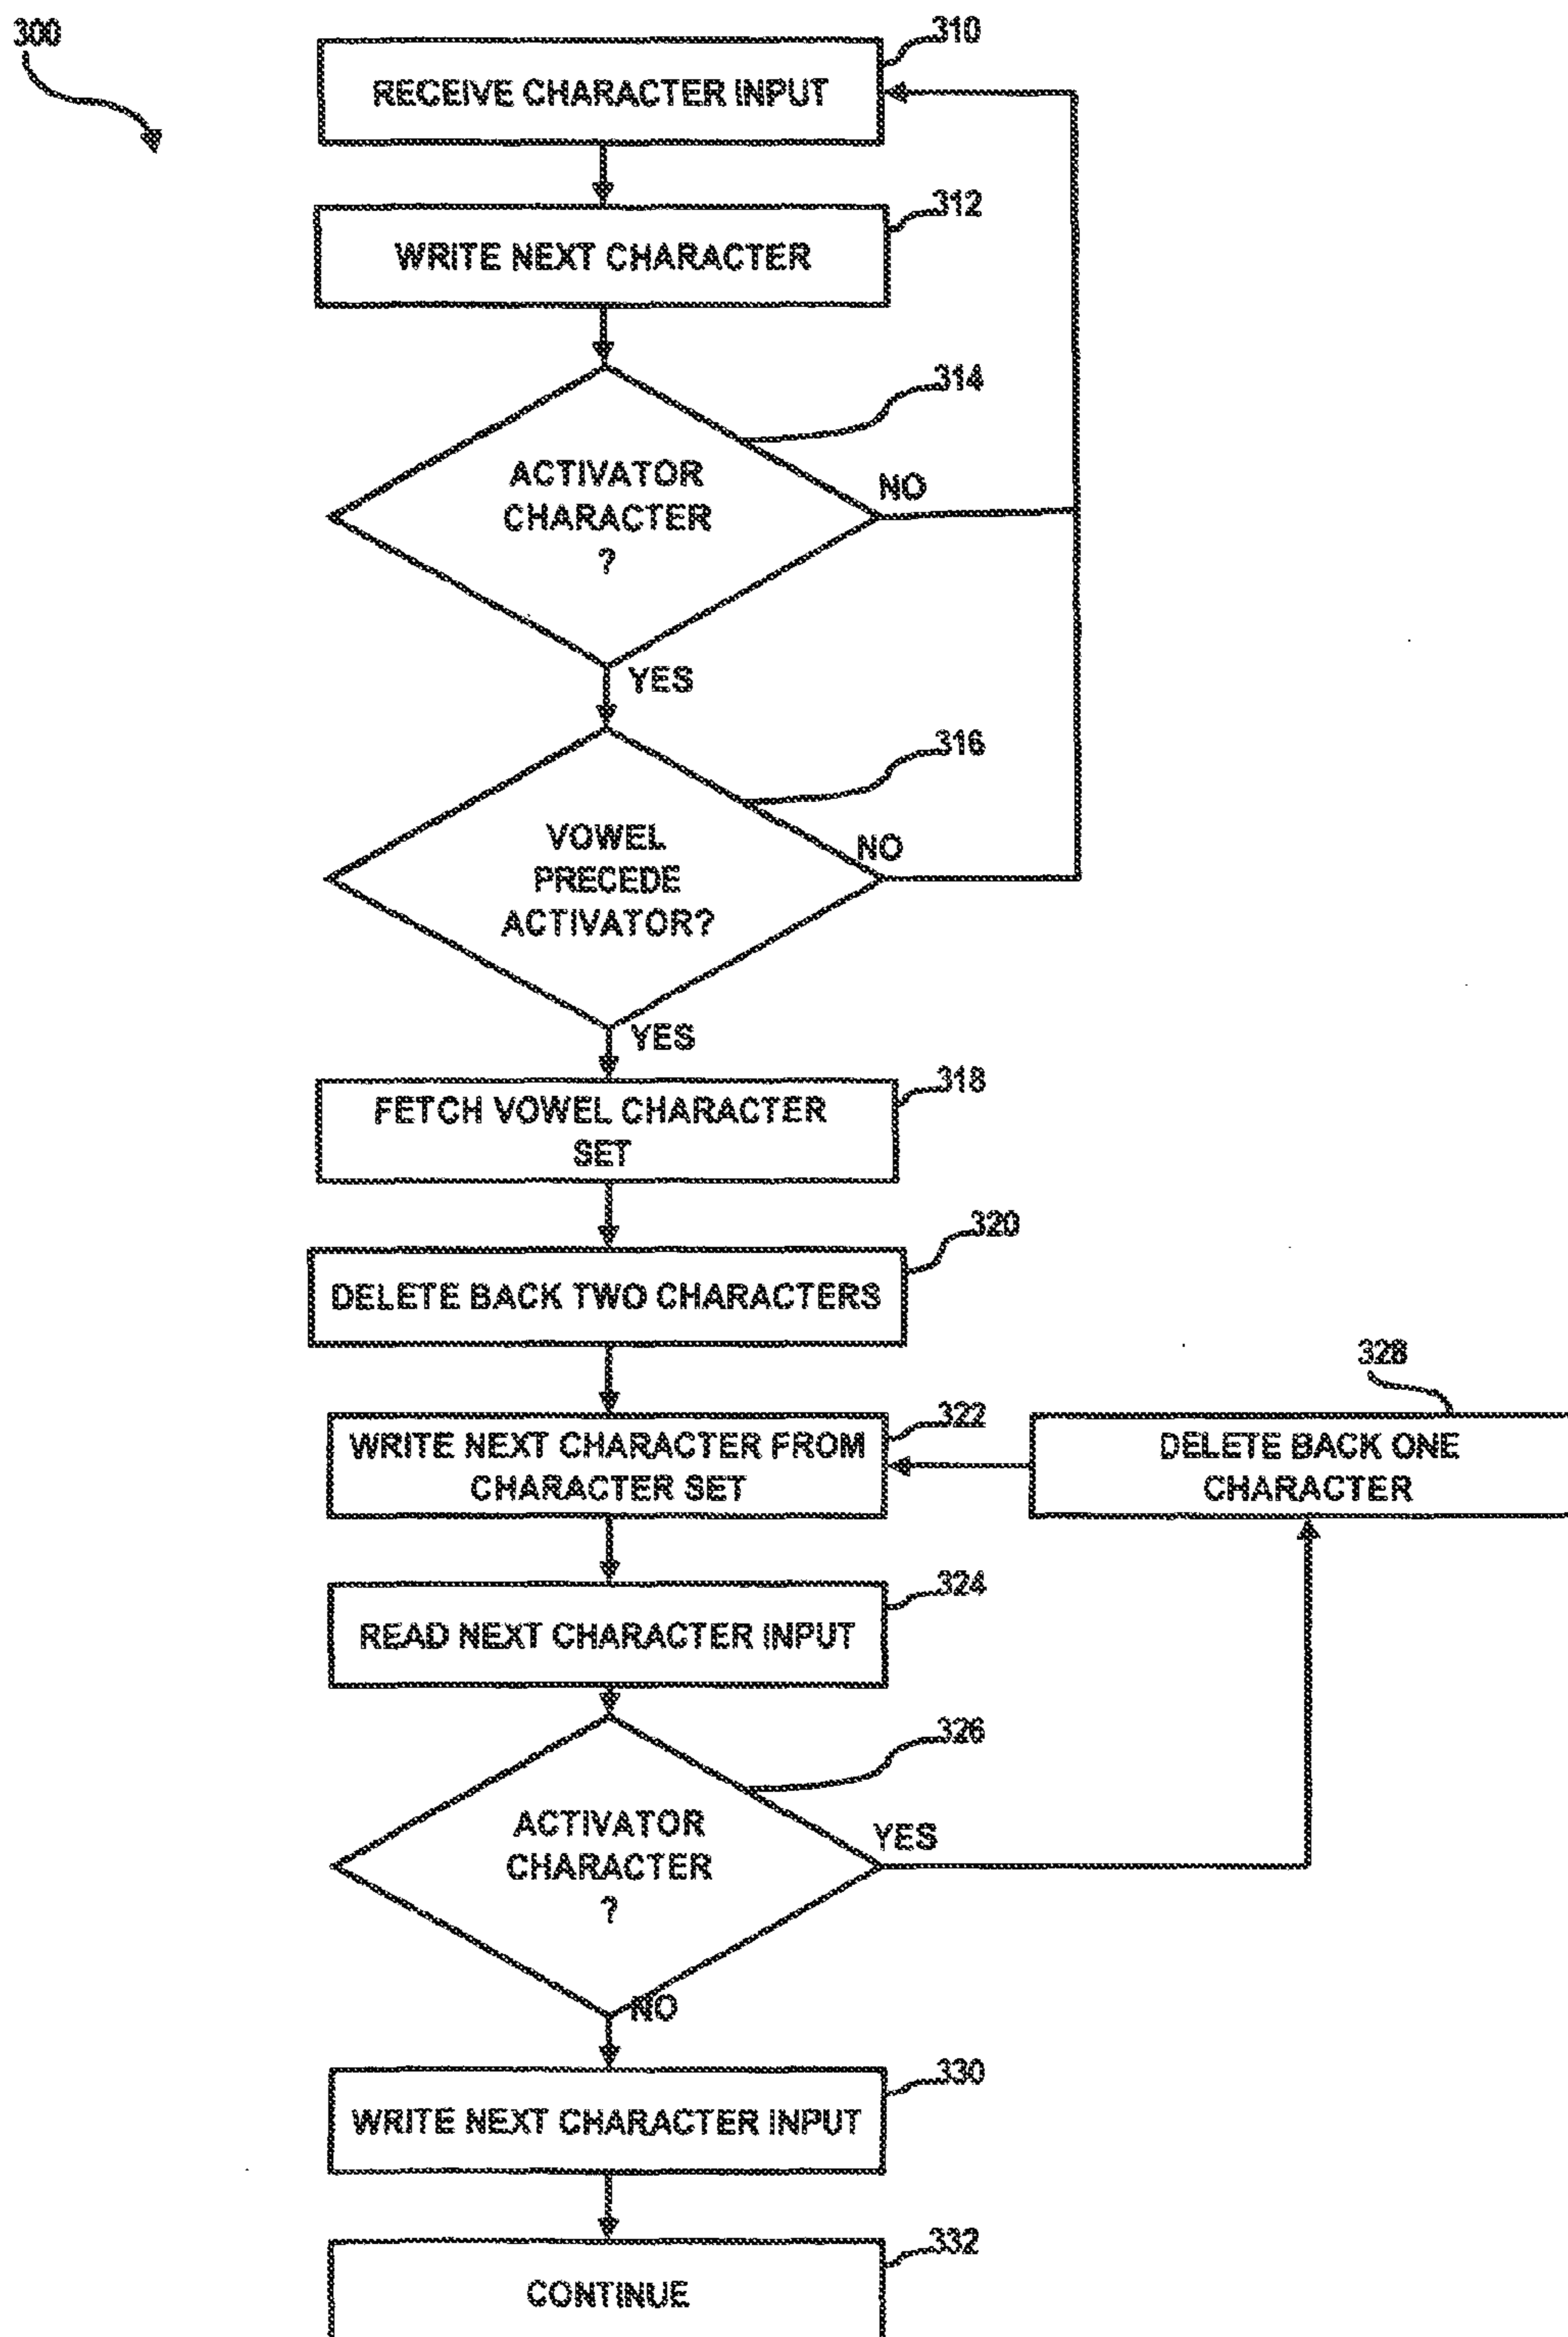 300
310
RECEIVE CHARACTER INPUT
312
WRITE NEXT CHARACTER
314
ACTIVATOR
CHARACTER
?
NO
YES
316
VOWEL
PRECEDE
ACTIVATOR?
NO
YES
318
FETCH VOWEL CHARACTER
SET
320
DELETE BACK TWO CHARACTERS
322
WRITE NEXT CHARACTER FROM
CHARACTER SET
328
DELETE BACK ONE
CHARACTER
324
READ NEXT CHARACTER INPUT
326
ACTIVATOR
CHARACTER
?
YES
NO
330
WRITE NEXT CHARACTER INPUT
332
CONTINUE